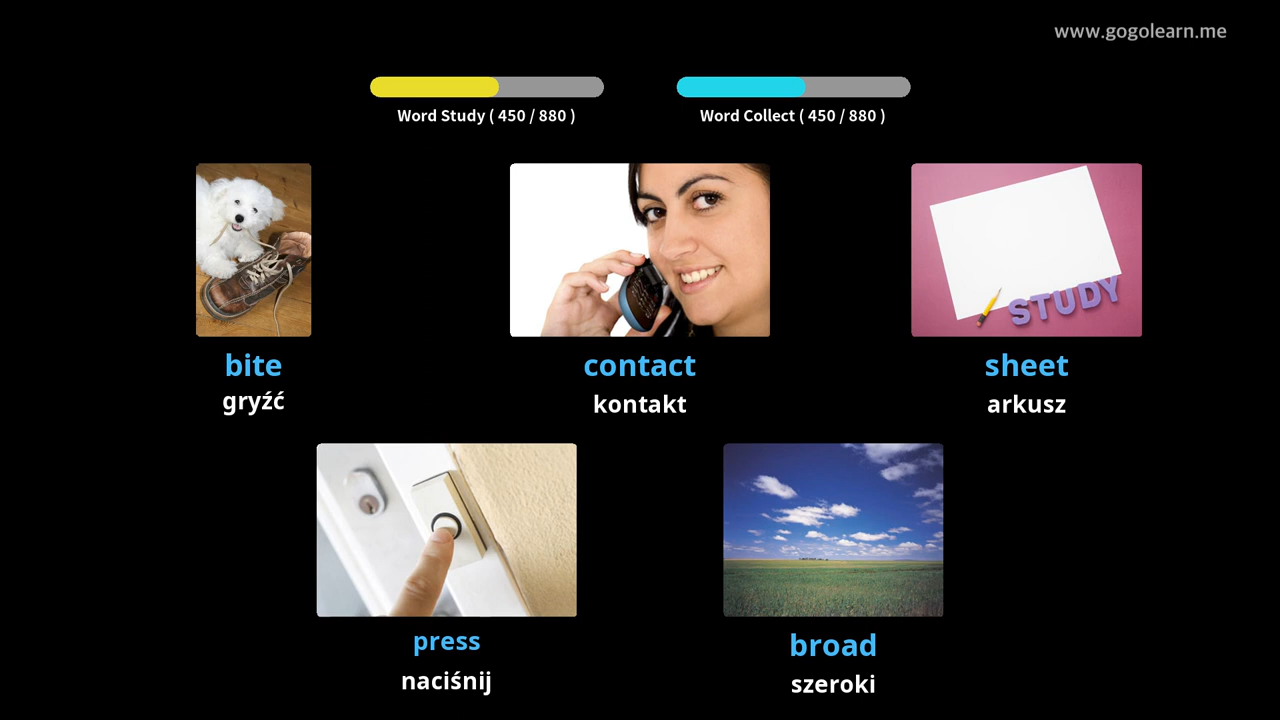 www.gogolearn.me
Word Study ( 450 / 880 )
Word Collect ( 450 / 880 )
STUDY
bite
gryźć
contact
kontakt
sheet
arkusz
press
naciśnij
broad
szeroki